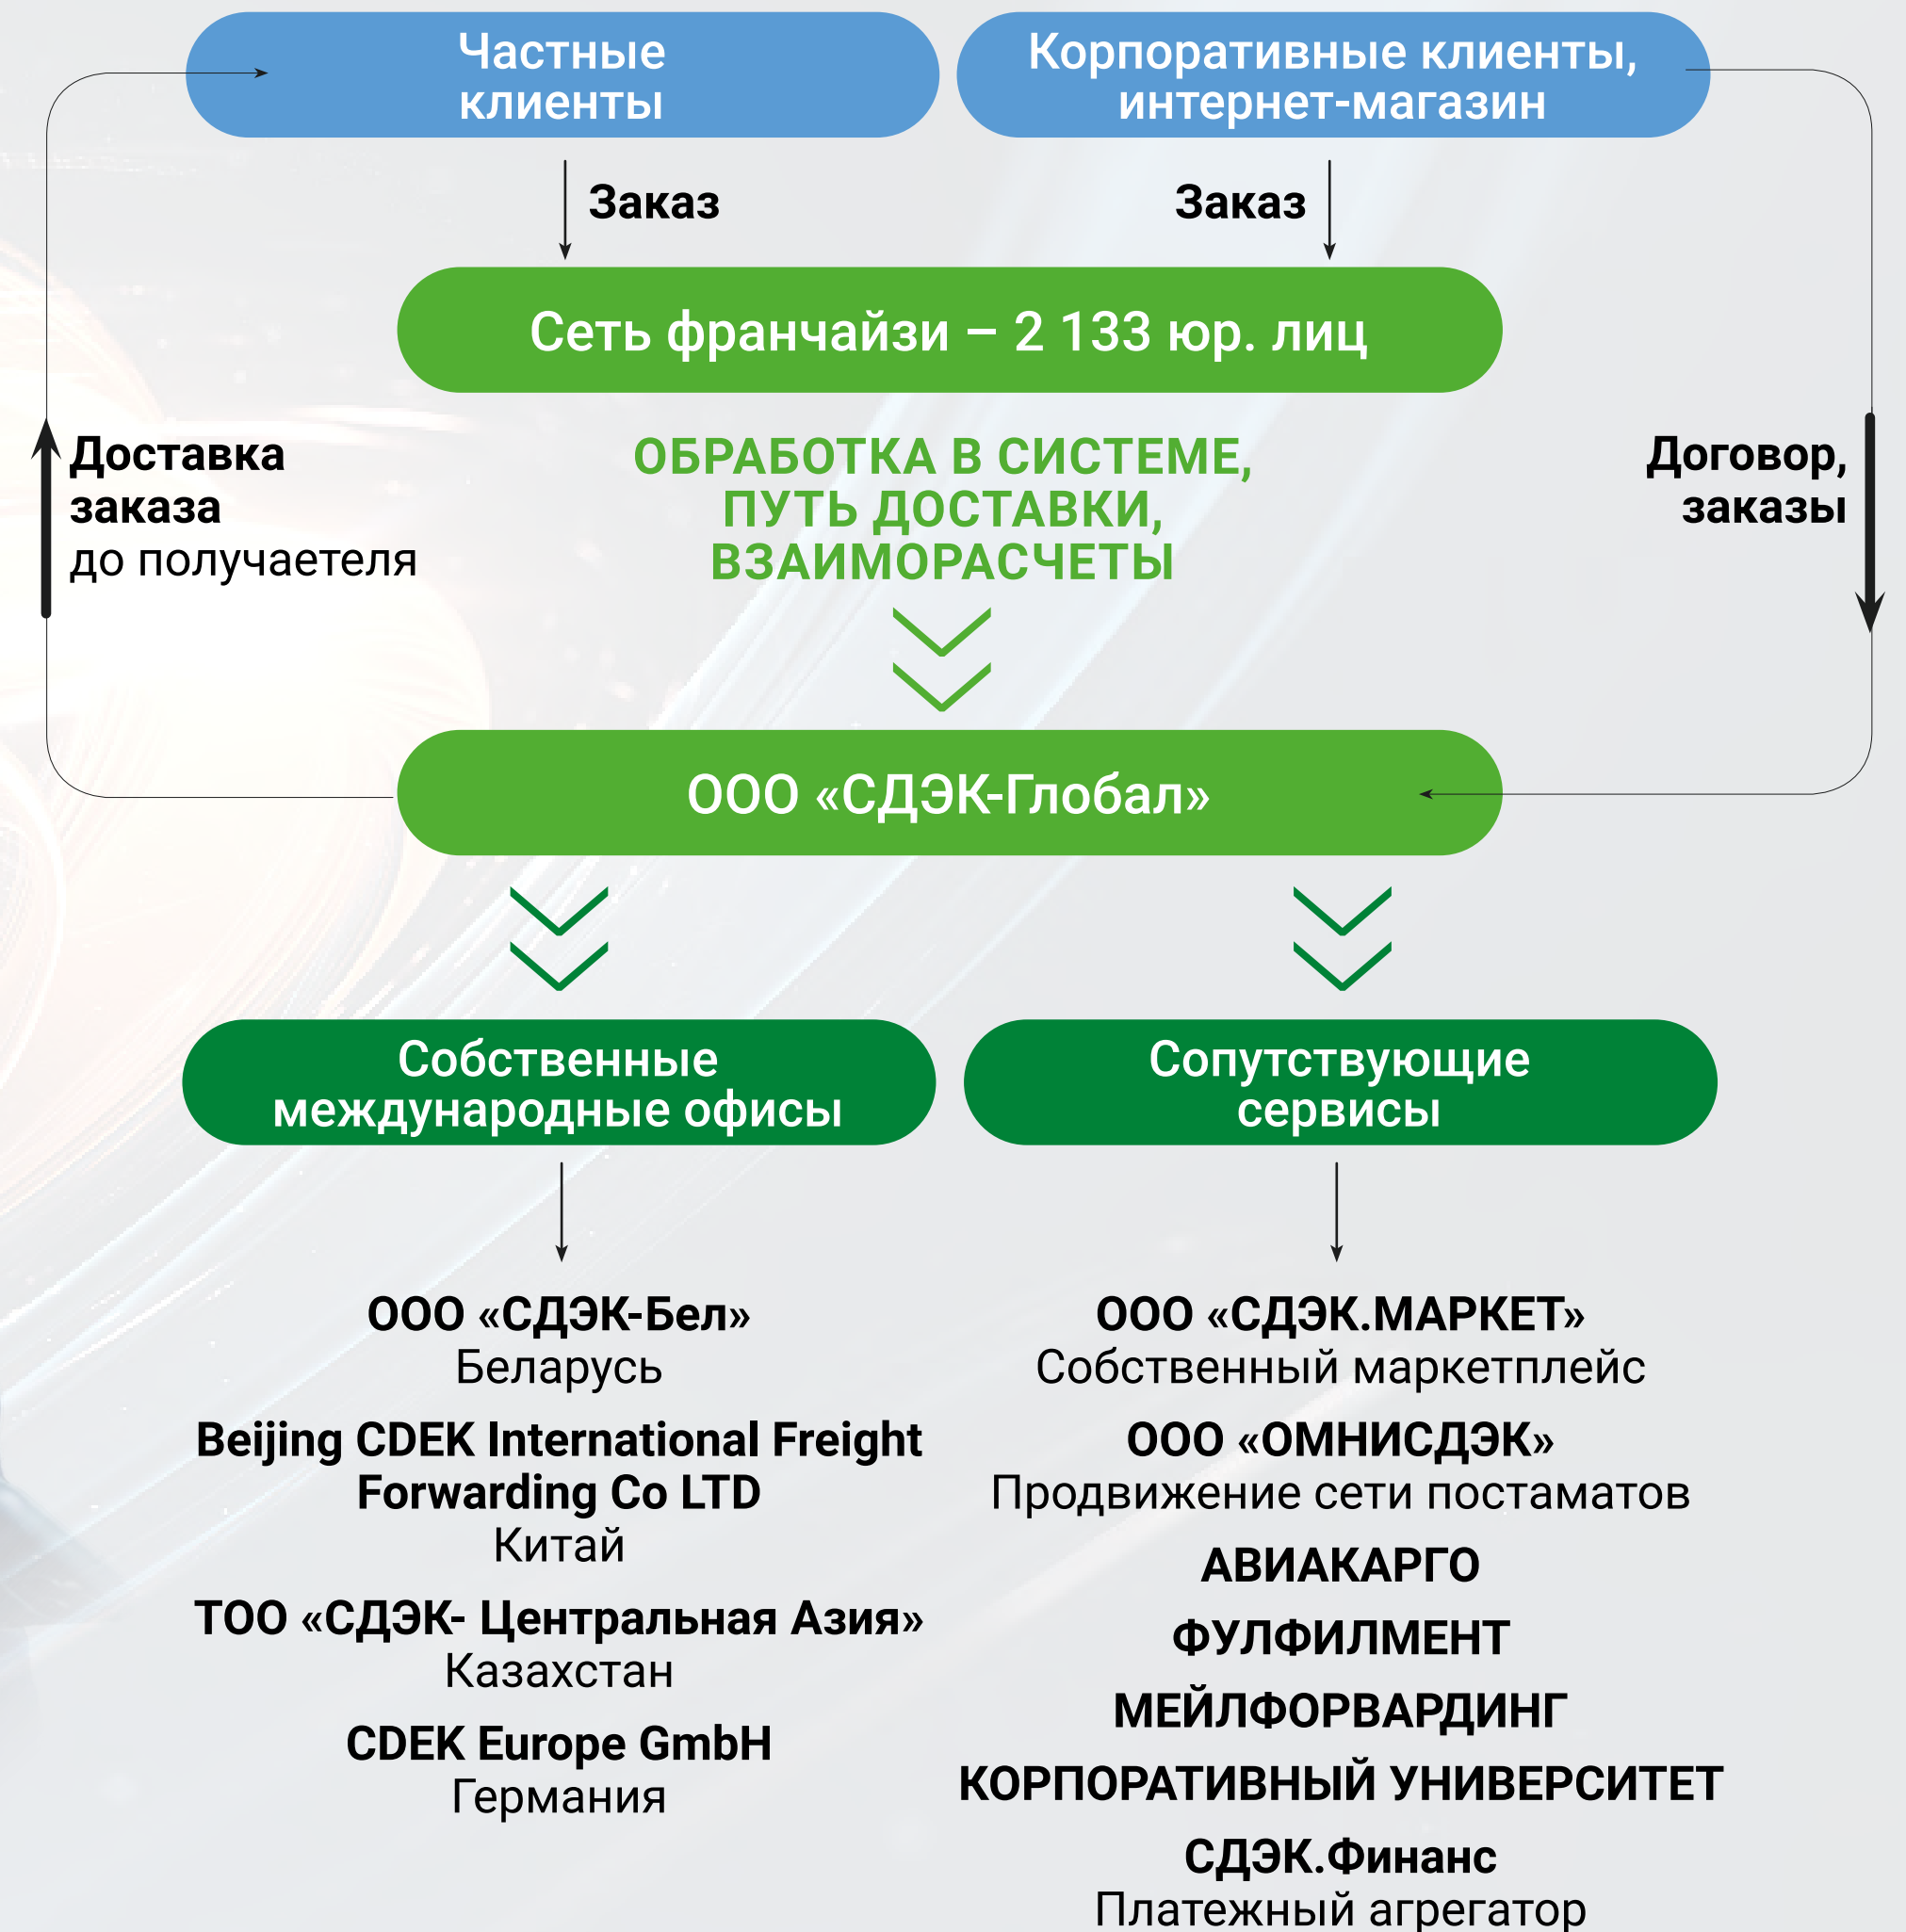 Частные
клиенты
Корпоративные клиенты,
интернет-магазин
Заказ
Заказ
Сеть франчайзи – 2 133 юр. лиц
Доставка
заказа
до получаетеля
ОБРАБОТКА В СИСТЕМЕ,
ПУТЬ ДОСТАВКИ,
ВЗАИМОРАСЧЕТЫ
Договор,
заказы
ООО «СДЭК-Глобал»
Собственные
международные офисы
Сопутствующие
сервисы
ООО «СДЭК-Бел»
Беларусь
Beijing CDEK International Freight
Forwarding Co LTD
Китай
ТОО «СДЭК- Центральная Азия»
Казахстан
CDEK Europe GmbH
Германия
ООО «СДЭК.МАРКЕТ»
Собственный маркетплейс
ООО «ОМНИСДЭК»
Продвижение сети постаматов
АВИАКАРГО
ФУЛФИЛМЕНТ
МЕЙЛФОРВАРДИНГ
КОРПОРАТИВНЫЙ УНИВЕРСИТЕТ
СДЭК.Финанс
Платежный агрегатор